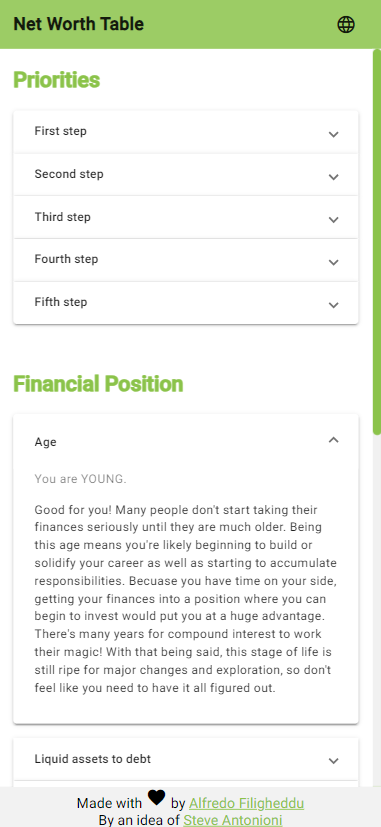 Net Worth Table
Priorities
First step
Second step
Third step
Fourth step
Fifth step
Financial Position
Age
You are YOUNG.
Good for you! Many people don't start taking their
finances seriously until they are much older. Being
this age means you're likely beginning to build or
solidify your career as well as starting to accumulate
responsibilities. Becuase you have time on your side,
getting your finances into a position where you can
begin to invest would put you at a huge advantage.
There's many years for compound interest to work
their magic! With that being said, this stage of life is
still ripe for major changes and exploration, so don't
feel like you need to have it all figured out.
Liquid assets to debt
Made with ♥ by Alfredo Filigheddu
By an idea of Steve Antonioni